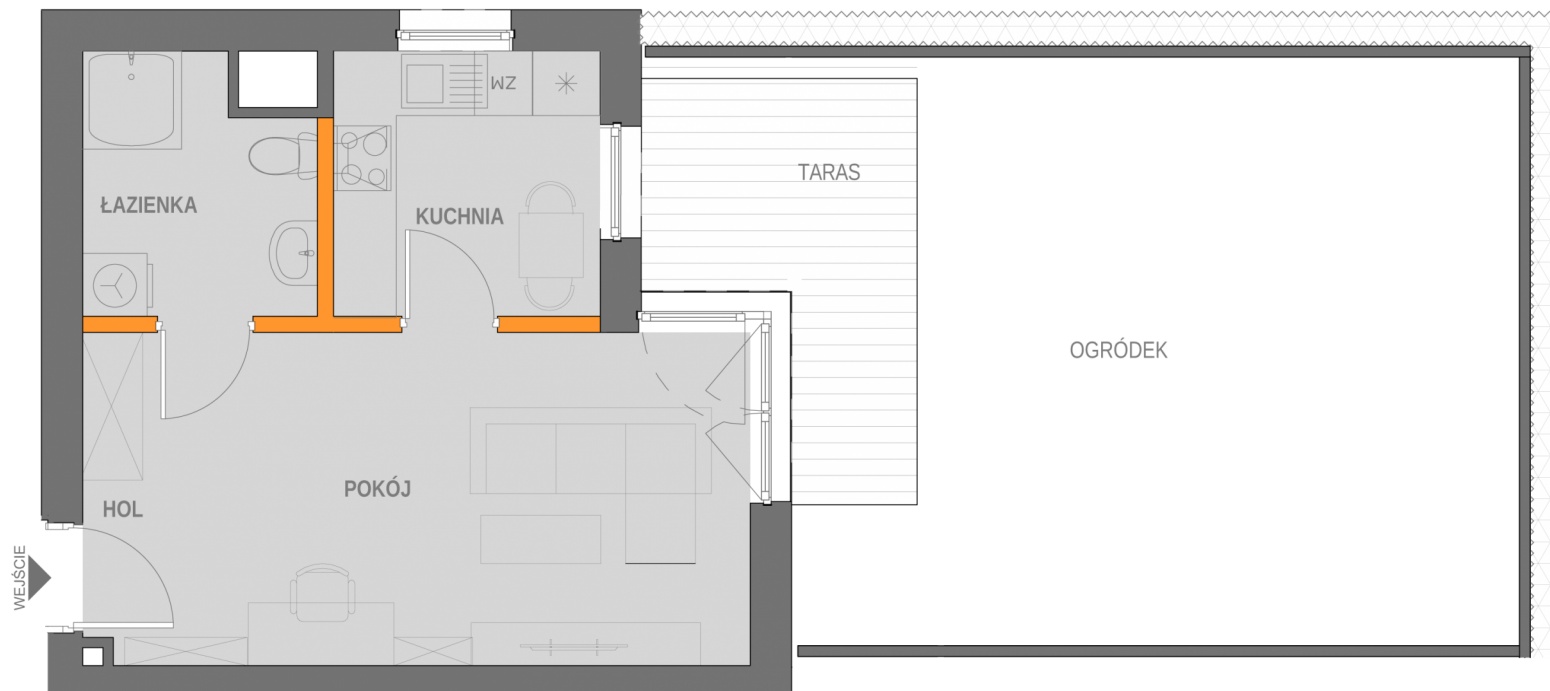 ZM
TARAS
ŁAZIENKA
KUCHNIA
OGRÓDEK
POKÓJ
HOL
WEJŚCIE